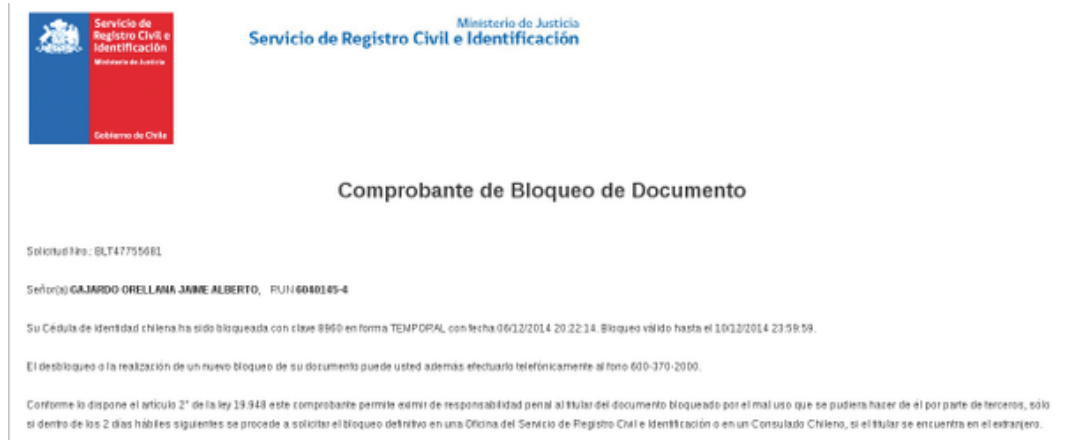 Servicio de
Registro Civil e
Identificación
Ministerio de Justicia
Gobierno de Chile
Ministerio de Justicia
Servicio de Registro Civil e Identificación
Comprobante de Bloqueo de Documento
Solicitud Nro.: BLT47755681
Señor(a) GAJARDO ORELLANA JAIME ALBERTO, RUN 6040145-4
Su Cédula de identidad chilena ha sido bloqueada con clave 8960 en forma TEMPORAL con fecha 06/12/2014 20:22:14. Bloqueo válido hasta el 10/12/2014 23:59:59.
El desbloqueo o la realización de un nuevo bloqueo de su documento puede usted además efectuarlo telefónicamente al fono 600-370-2000.
Conforme lo dispone el artículo 2° de la ley 19.948 este comprobante permite eximir de responsabilidad penal al titular del documento bloqueado por el mal uso que se pudiera hacer de él por parte de terceros, sólo
si dentro de los 2 días hábiles siguientes se procede a solicitar el bloqueo definitivo en una Oficina del Servicio de Registro Civil e Identificación o en un Consulado Chileno, si el titular se encuentra en el extranjero.